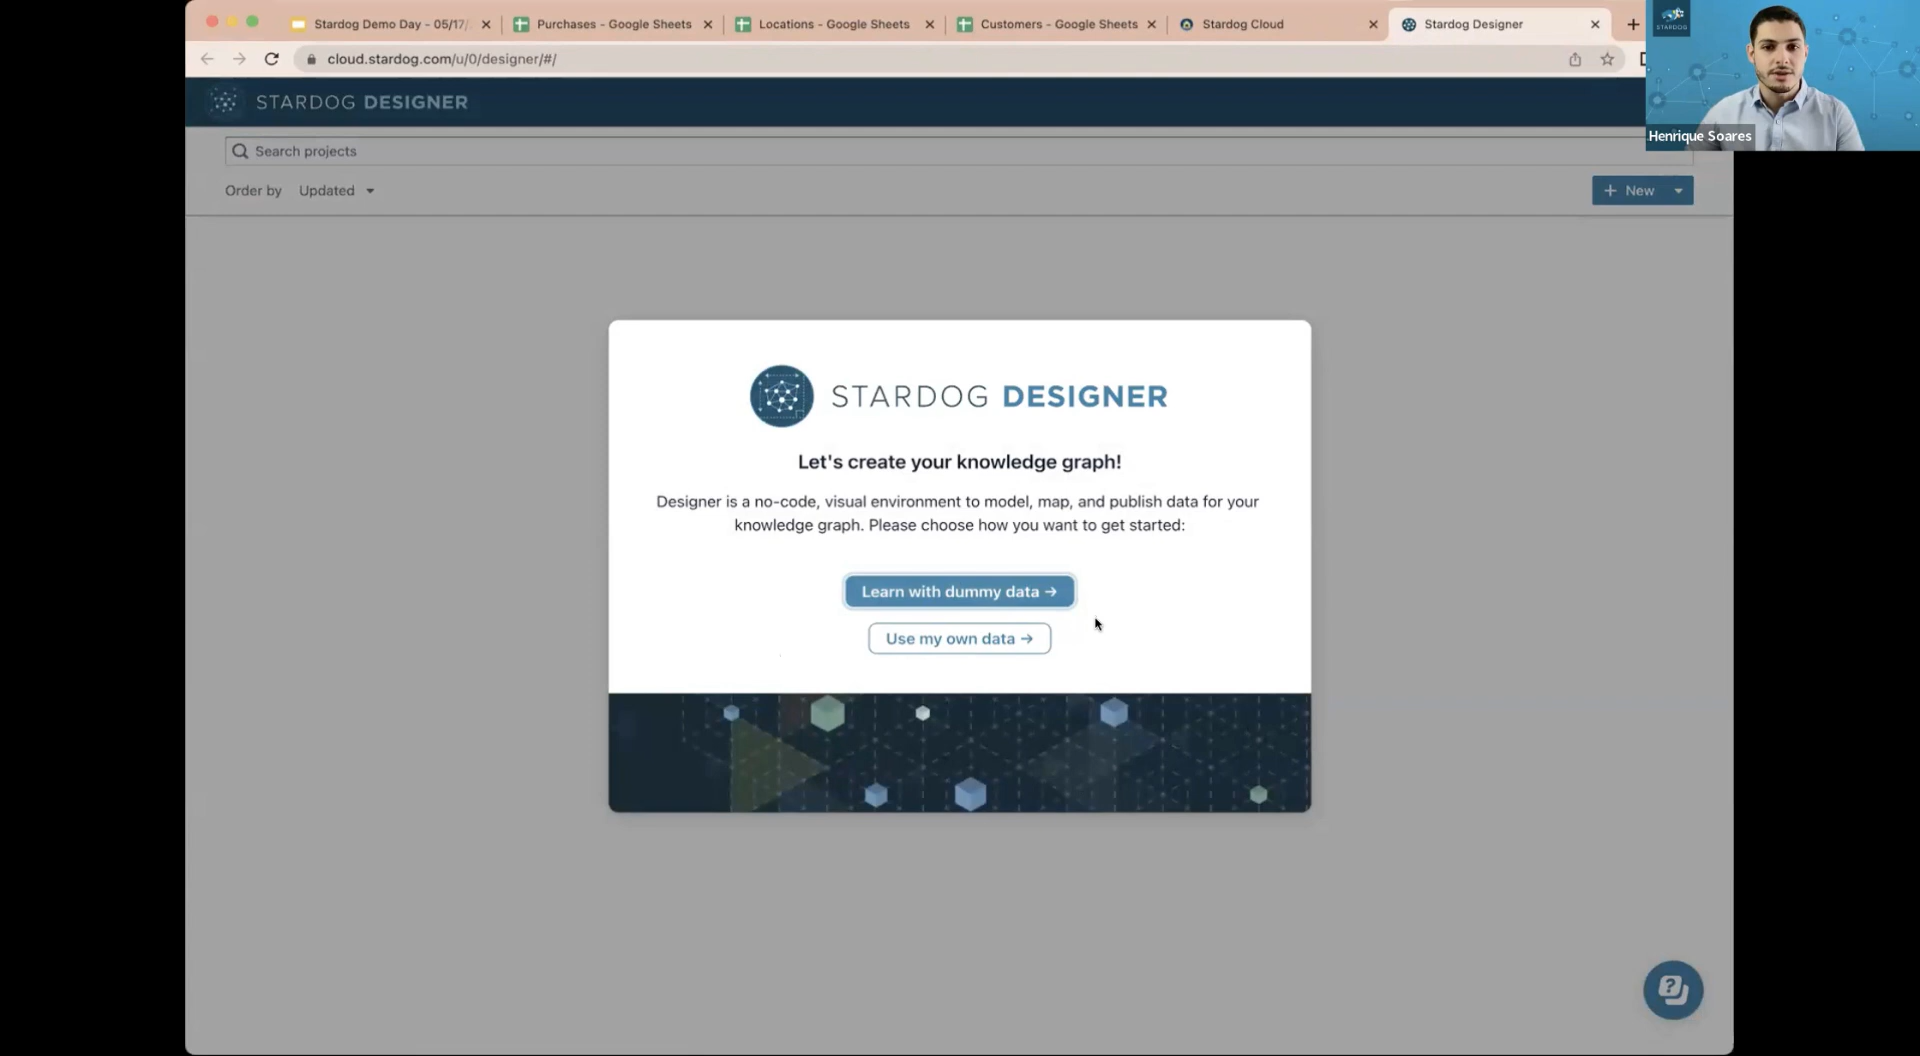 Stardog Demo Day - 05/17/
Purchases - Google Sheets
Locations - Google Sheets
Customers - Google Sheets
Stardog Cloud
Stardog Designer
cloud.stardog.com/u/0/designer/#/
STARDOG
STARDOG DESIGNER
Henrique Soares
Search projects
Order by Updated
+ New
STARDOG DESIGNER
Let's create your knowledge graph!
Designer is a no-code, visual environment to model, map, and publish data for your
knowledge graph. Please choose how you want to get started:
Learn with dummy data →
Use my own data →
?